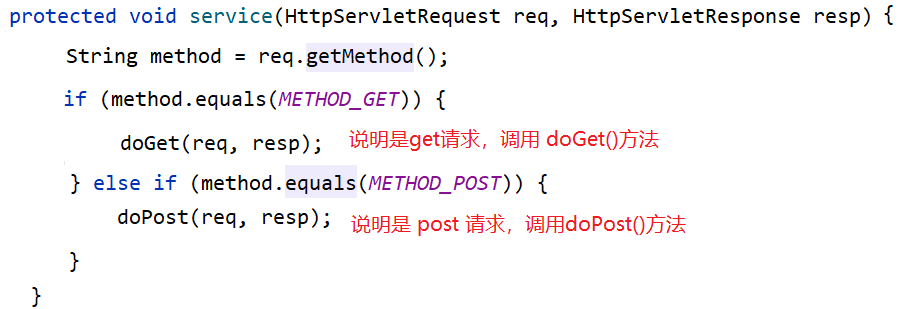 protected void service(HttpServletRequest req, HttpServletResponse resp) {
String method = req.getMethod();
if (method.equals(METHOD_GET)) {
doGet(req, resp); 说明是get请求，调用 doGet()方法
} else if (method.equals(METHOD_POST)) {
doPost(req, resp); 说明是 post 请求，调用doPost()方法
}
}